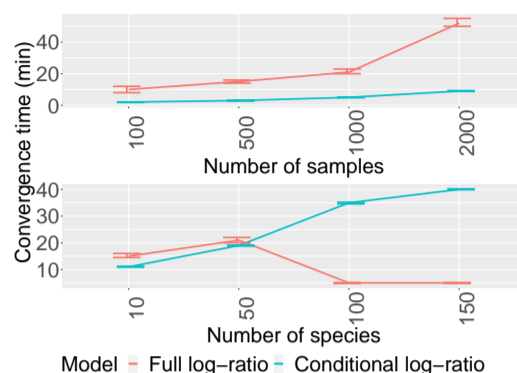 Convergence time (min)
40
20
0
100 500 1000 2000
Number of samples
40
30
20
10
10 50 100 150
Number of species
Model Full log−ratio Conditional log−ratio